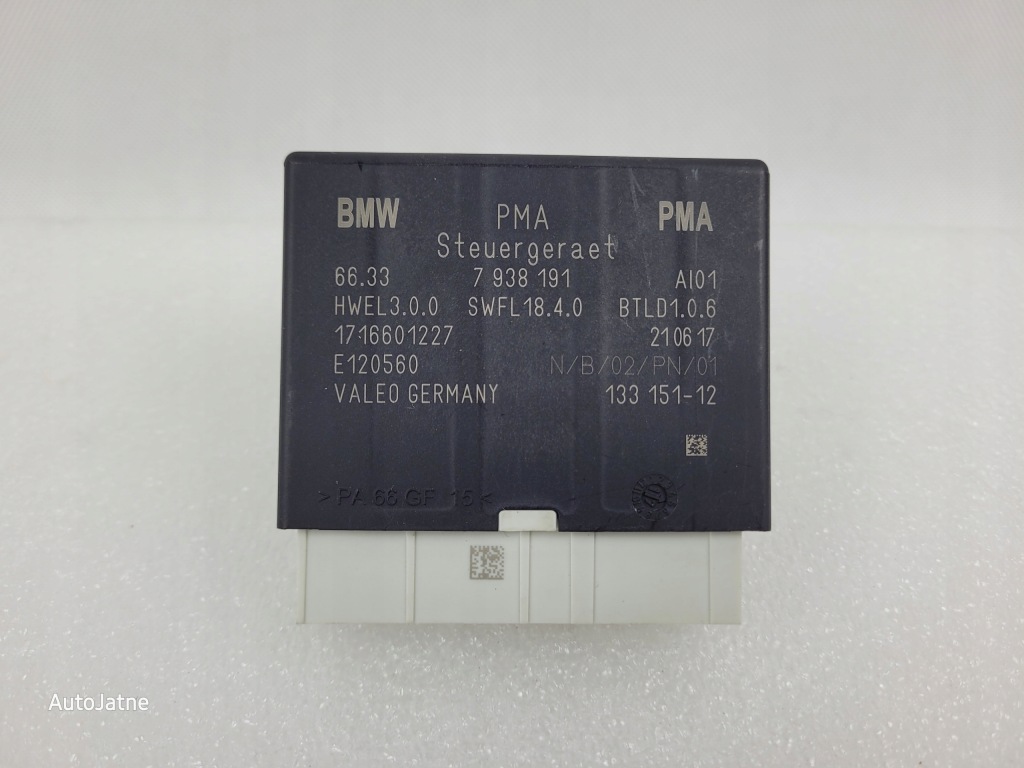 BMW PMA PMA
Steuergeraet
66.33 7 938 191 AI01
HWEL3.0.0 SWFL18.4.0 BTLD1.0.6
1716601227 210617
E120560 N/B/02/PN/01
VALEO GERMANY 133 151-12
>PA 66 GF 15<
AutoJatne